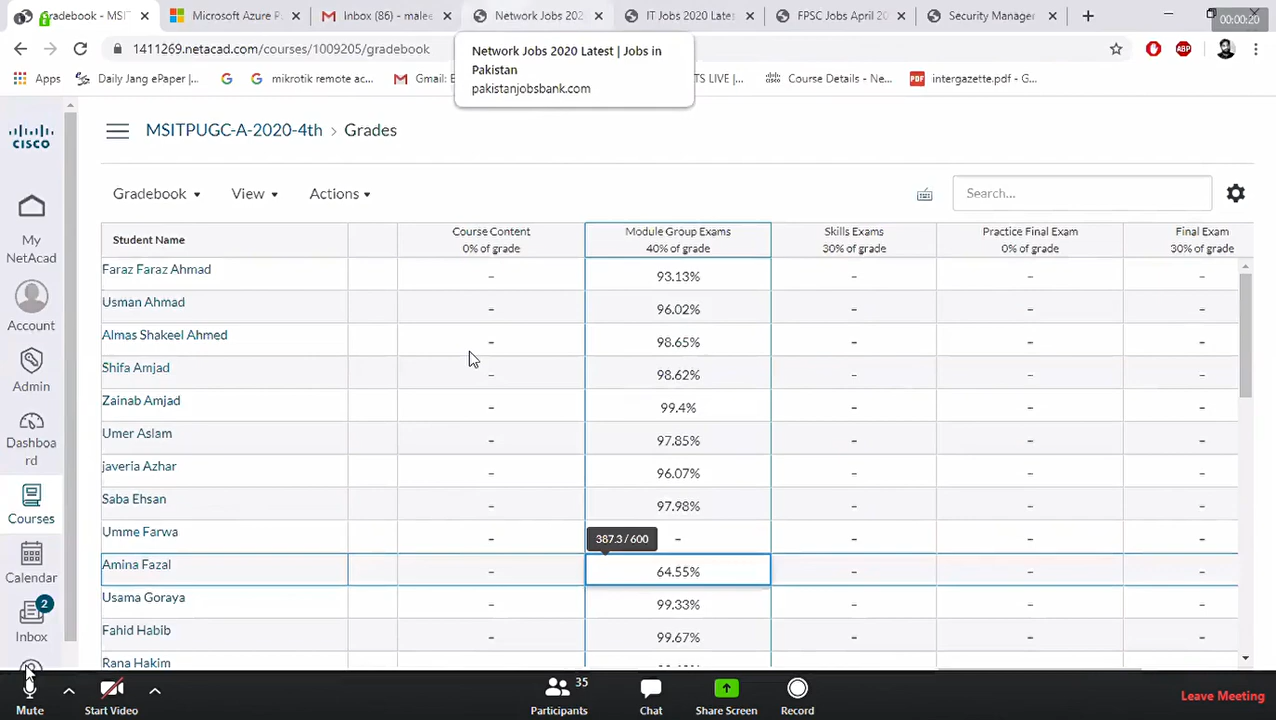 Gradebook - MSIT
Microsoft Azure P
Inbox (86) - malee
Network Jobs 202
IT Jobs 2020 Late
FPSC Jobs April 20
Security Manager
00:00:20
1411269.netacad.com/courses/1009205/gradebook
ABP
Network Jobs 2020 Latest | Jobs in
Pakistan
pakistanjobsbank.com
Apps
Daily Jang ePaper |...
mikrotik remote ac...
Gmail: E
TS LIVE |...
Course Details - Ne...
PDF
intergazette.pdf - G...
CISCO
MSITPUGC-A-2020-4th > Grades
Gradebook
View
Actions
Search...
Student Name
Course Content
0% of grade
Module Group Exams
40% of grade
Skills Exams
30% of grade
Practice Final Exam
0% of grade
Final Exam
30% of grade
Faraz Faraz Ahmad – 93.13% – – –
Usman Ahmad – 96.02% – – –
Almas Shakeel Ahmed – 98.65% – – –
Shifa Amjad – 98.62% – – –
Zainab Amjad – 99.4% – – –
Umer Aslam – 97.85% – – –
javeria Azhar – 96.07% – – –
Saba Ehsan – 97.98% – – –
Umme Farwa – – – – –
387.3 / 600
Amina Fazal – 64.55% – – –
Usama Goraya – 99.33% – – –
Fahid Habib – 99.67% – – –
Rana Hakim
My
NetAcad
Account
Admin
Dashboa
rd
Courses
Calendar
2
Inbox
Mute
Start Video
35
Participants
Chat
Share Screen
Record
Leave Meeting